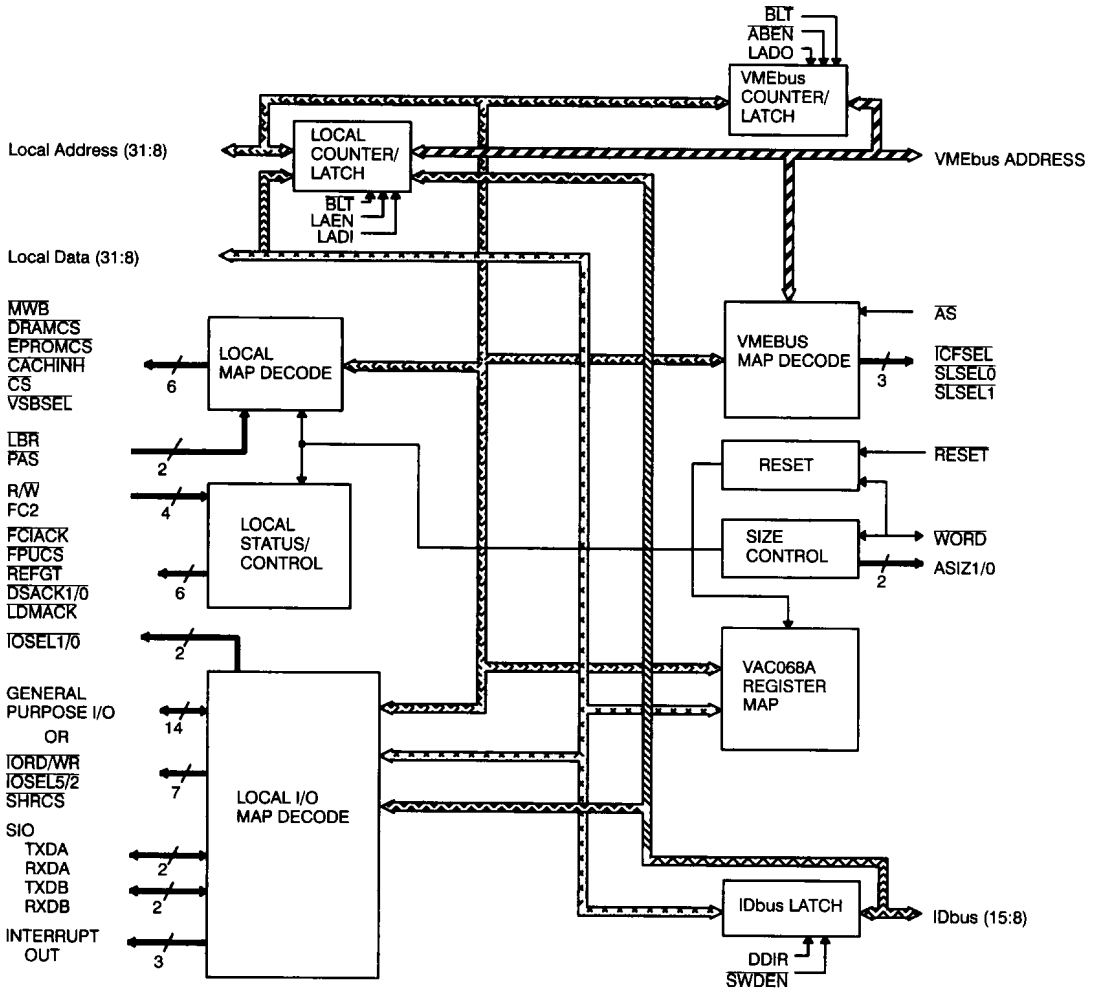 BLT
ABEN
LADO
VMEbus
COUNTER/
LATCH
Local Address (31:8)
LOCAL
COUNTER/
LATCH
VMEbus ADDRESS
BLT
LAEN
LADI
Local Data (31:8)
MWB
DRAMCS
EPROMCS
CACHINH
CS
VSBSEL
6
LOCAL
MAP DECODE
VMEBUS
MAP DECODE
AS
3
ICFSEL
SLSEL0
SLSEL1
LBR
PAS
2
RESET
RESET
R/W
FC2
4
LOCAL
STATUS/
CONTROL
SIZE
CONTROL
WORD
2
ASIZ1/0
FCIACK
FPUCS
REFGT
DSACK1/0
LDMACK
6
IOSEL1/0
2
VAC068A
REGISTER
MAP
GENERAL
PURPOSE I/O
14
OR
IORD/WR
IOSEL5/2
SHRCS
7
LOCAL I/O
MAP DECODE
SIO
TXDA
RXDA
2
TXDB
RXDB
2
INTERRUPT
OUT
3
IDbus LATCH
IDbus (15:8)
DDIR
SWDEN